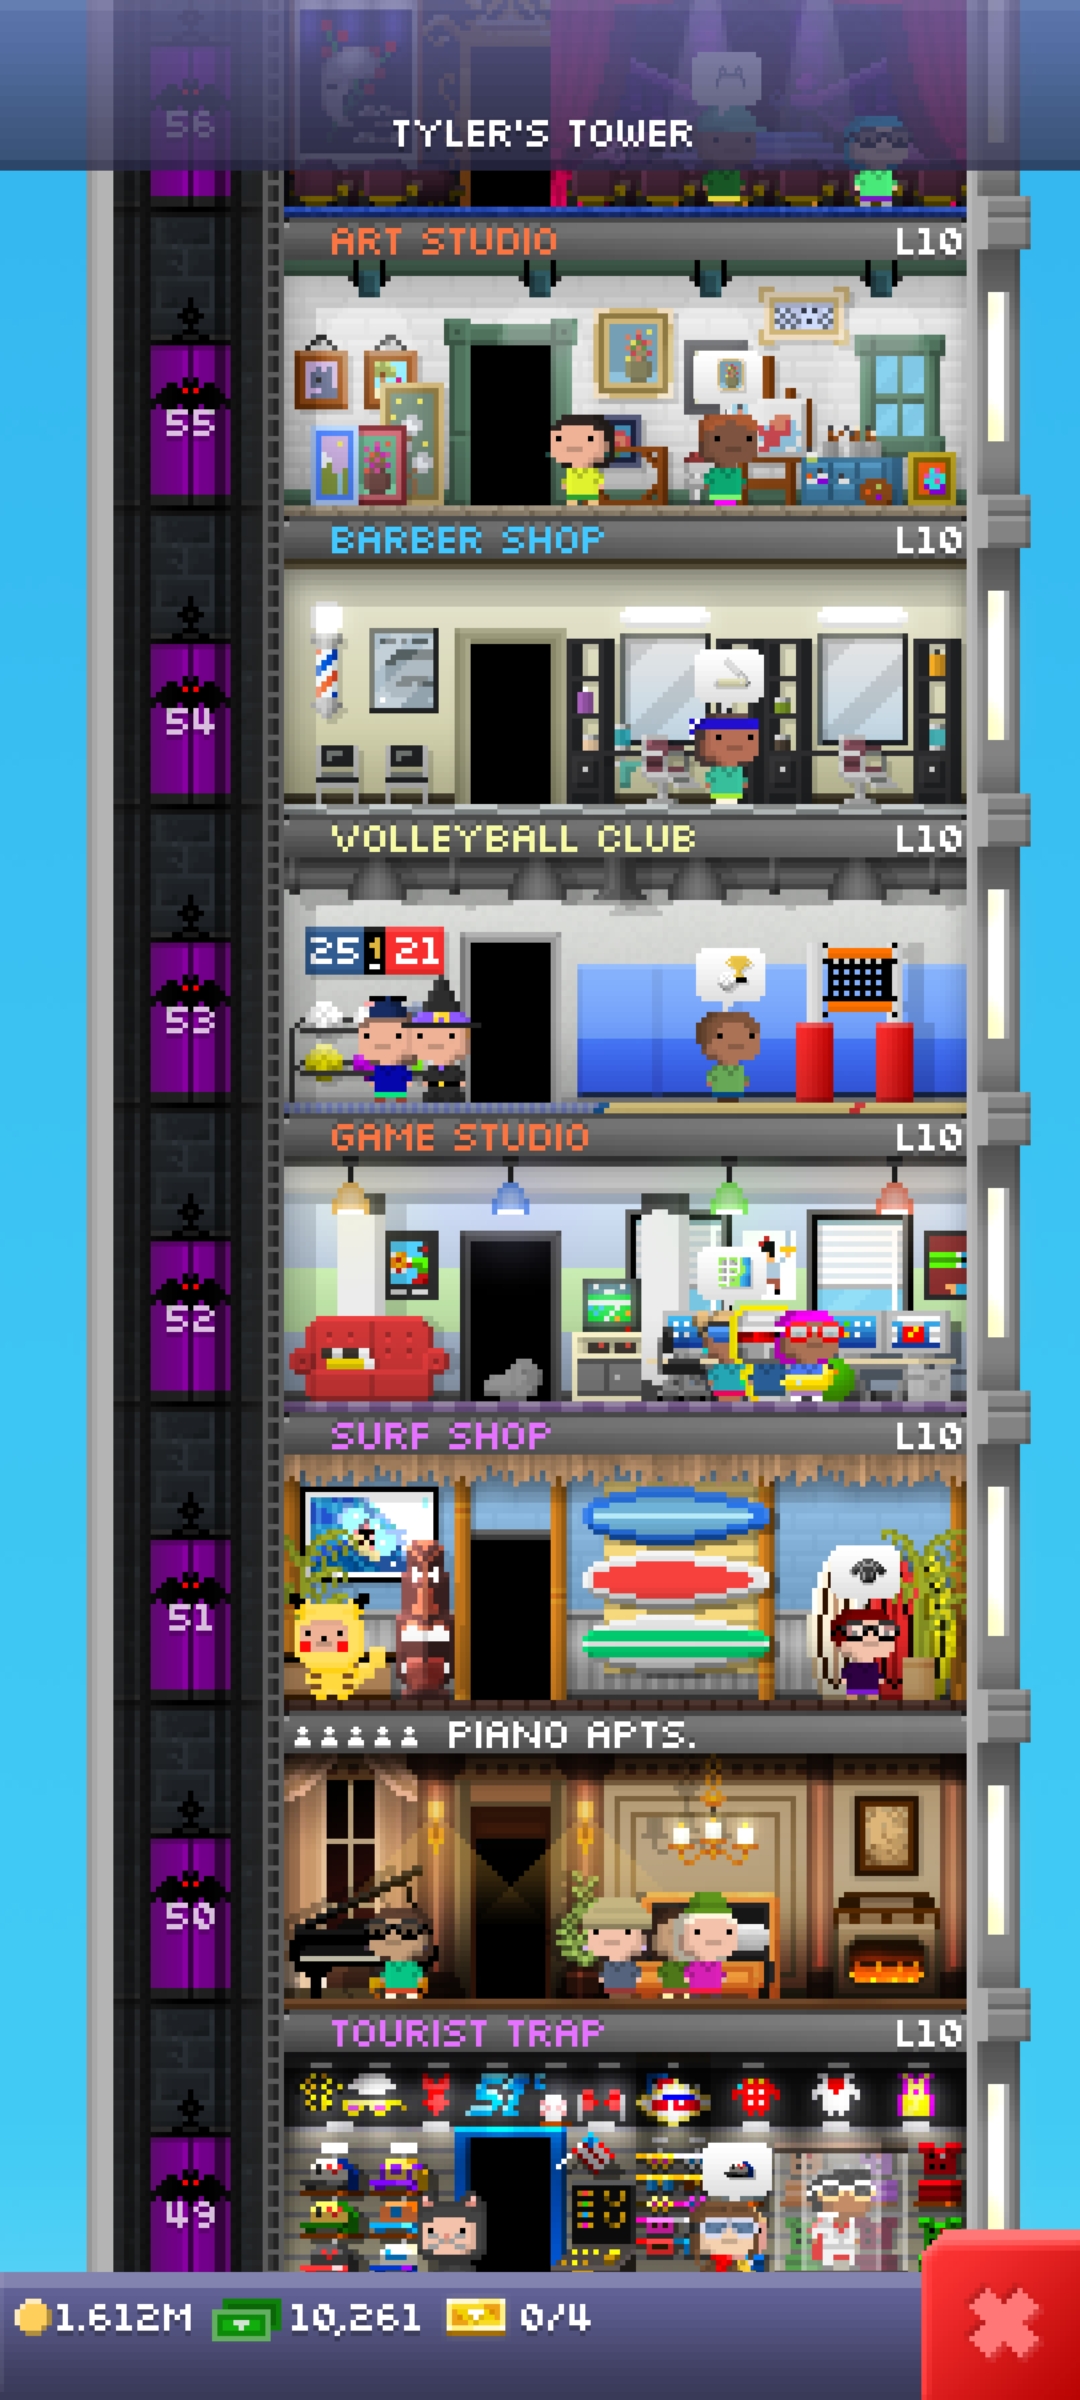 56
TYLER'S TOWER
ART STUDIO L10
55
BARBER SHOP L10
54
VOLLEYBALL CLUB L10
25 21
53
GAME STUDIO L10
52
SURF SHOP L10
51
PIANO APTS.
50
TOURIST TRAP L10
51
49
1.612M 10,261 0/4